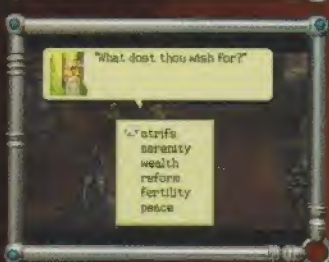 "What dost thou wish for?"
strife
serenity
wealth
reform
fertility
peace